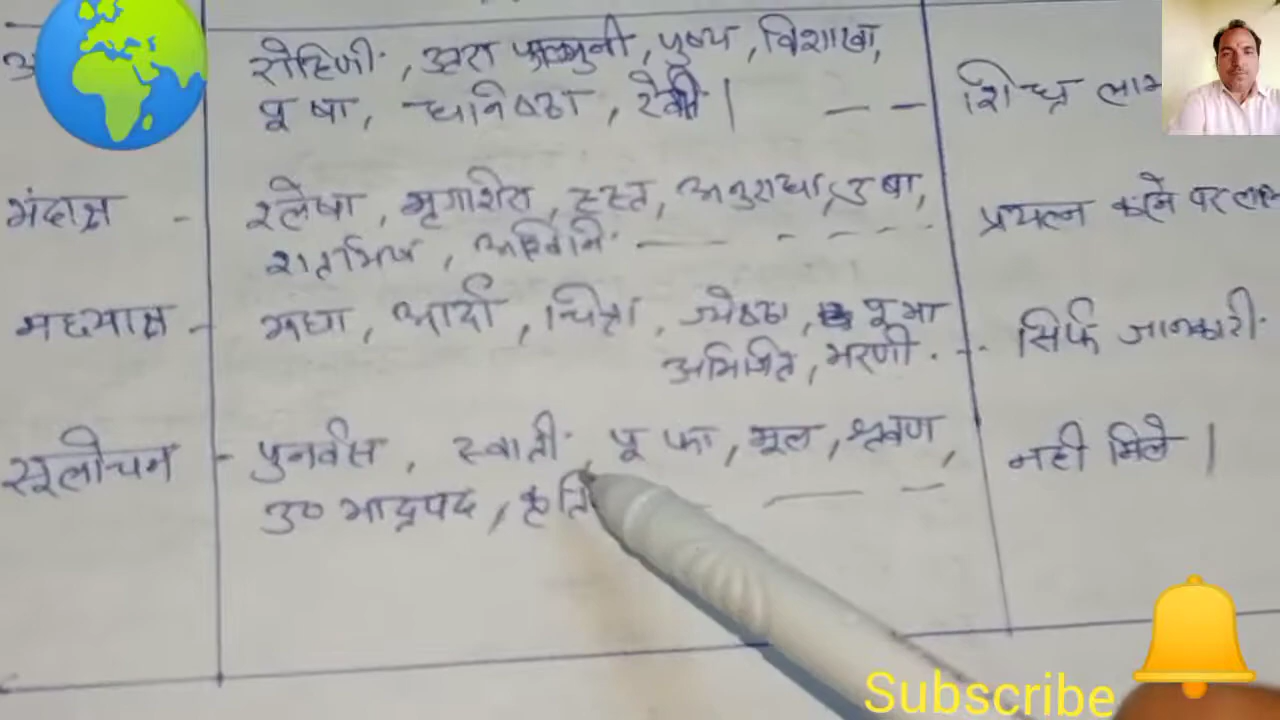 रोहिणी, उत्तरा फाल्गुनी, पुष्य, विशाखा,
पू षा, धनिष्ठा, रेवती। — — शिध्र लाभ
मंदाक्ष - श्लेषा, मृगशिरा, हस्त, अनुराधा, उ षा, प्रयत्न करने पर लाभ
शतभिषा, अश्विनि. — - - - -
मध्याक्ष - मघा, आर्द्रा, चित्रा, ज्येष्ठा, पू भा
अभिजित, भरणी. - - सिर्फ जानकारी.
सूलोचन - पुनर्वस, स्वाती, पू फा, मूल, श्रवण, नही मिले।
उ० भाद्रपद, कृति — —
Subscribe